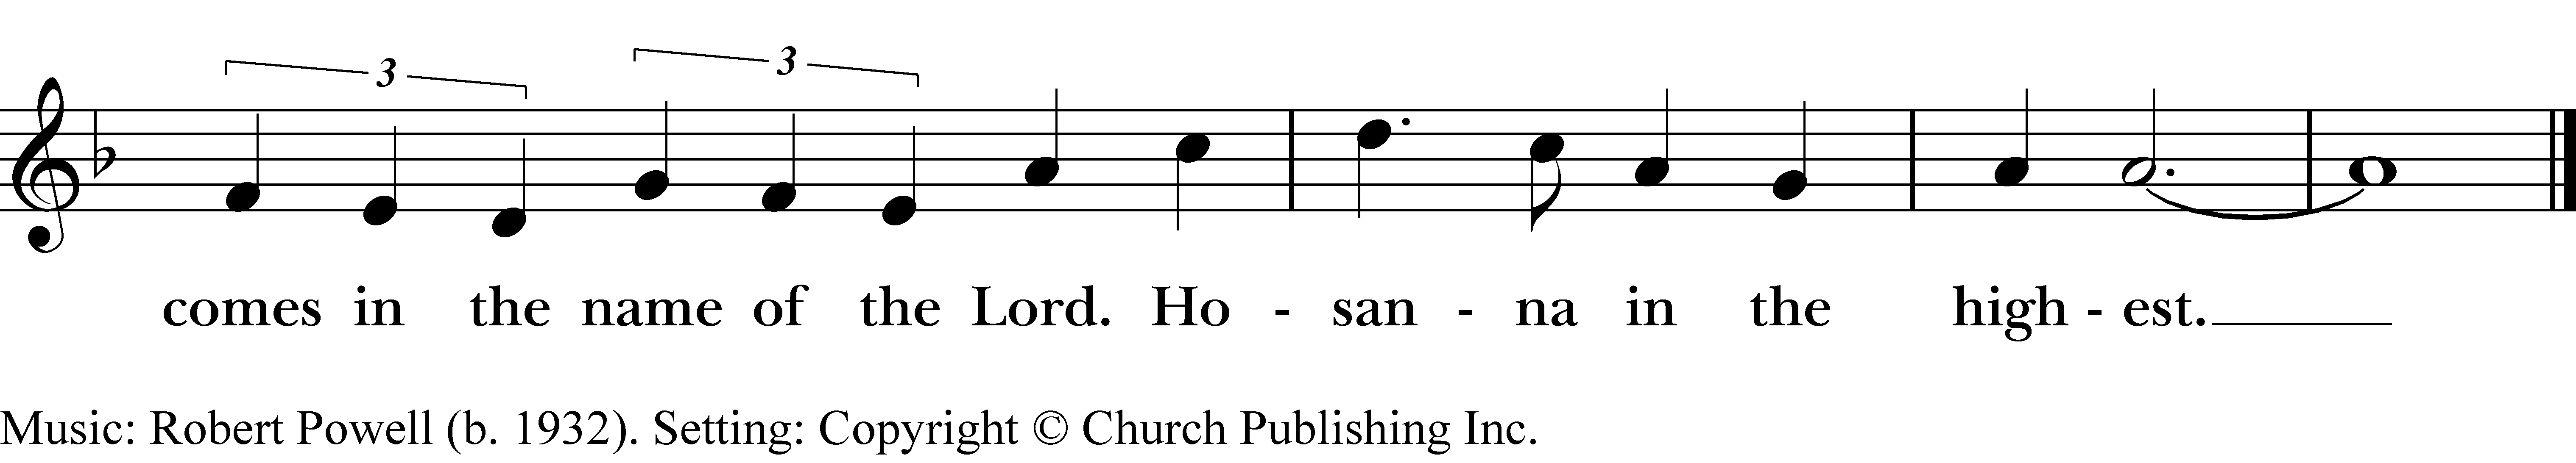 3 3
comes in the name of the Lord. Ho - san - na in the high - est.
Music: Robert Powell (b. 1932). Setting: Copyright © Church Publishing Inc.